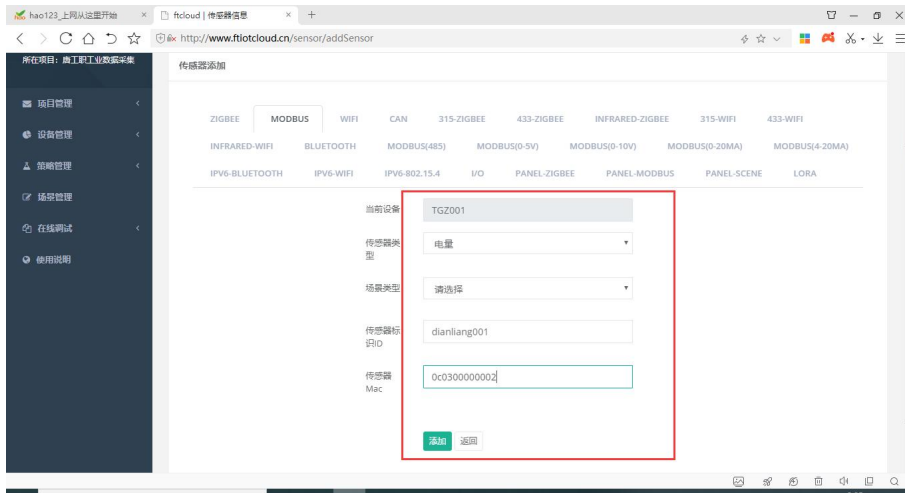 hao123_上网从这里开始 × ftcloud | 传感器信息 × +
http://www.ftiotcloud.cn/sensor/addSensor
所在项目：唐工职工业数据采集
传感器添加
项目管理
设备管理
策略管理
场景管理
在线调试
使用说明
ZIGBEE MODBUS WIFI CAN 315-ZIGBEE 433-ZIGBEE INFRARED-ZIGBEE 315-WIFI 433-WIFI
INFRARED-WIFI BLUETOOTH MODBUS(485) MODBUS(0-5V) MODBUS(0-10V) MODBUS(0-20MA) MODBUS(4-20MA)
IPV6-BLUETOOTH IPV6-WIFI IPV6-802.15.4 I/O PANEL-ZIGBEE PANEL-MODBUS PANEL-SCENE LORA
当前设备 TGZ001
传感器类
型
电量
场景类型 请选择
传感器标
识ID
dianliang001
传感器
Mac
0c0300000002
添加 返回